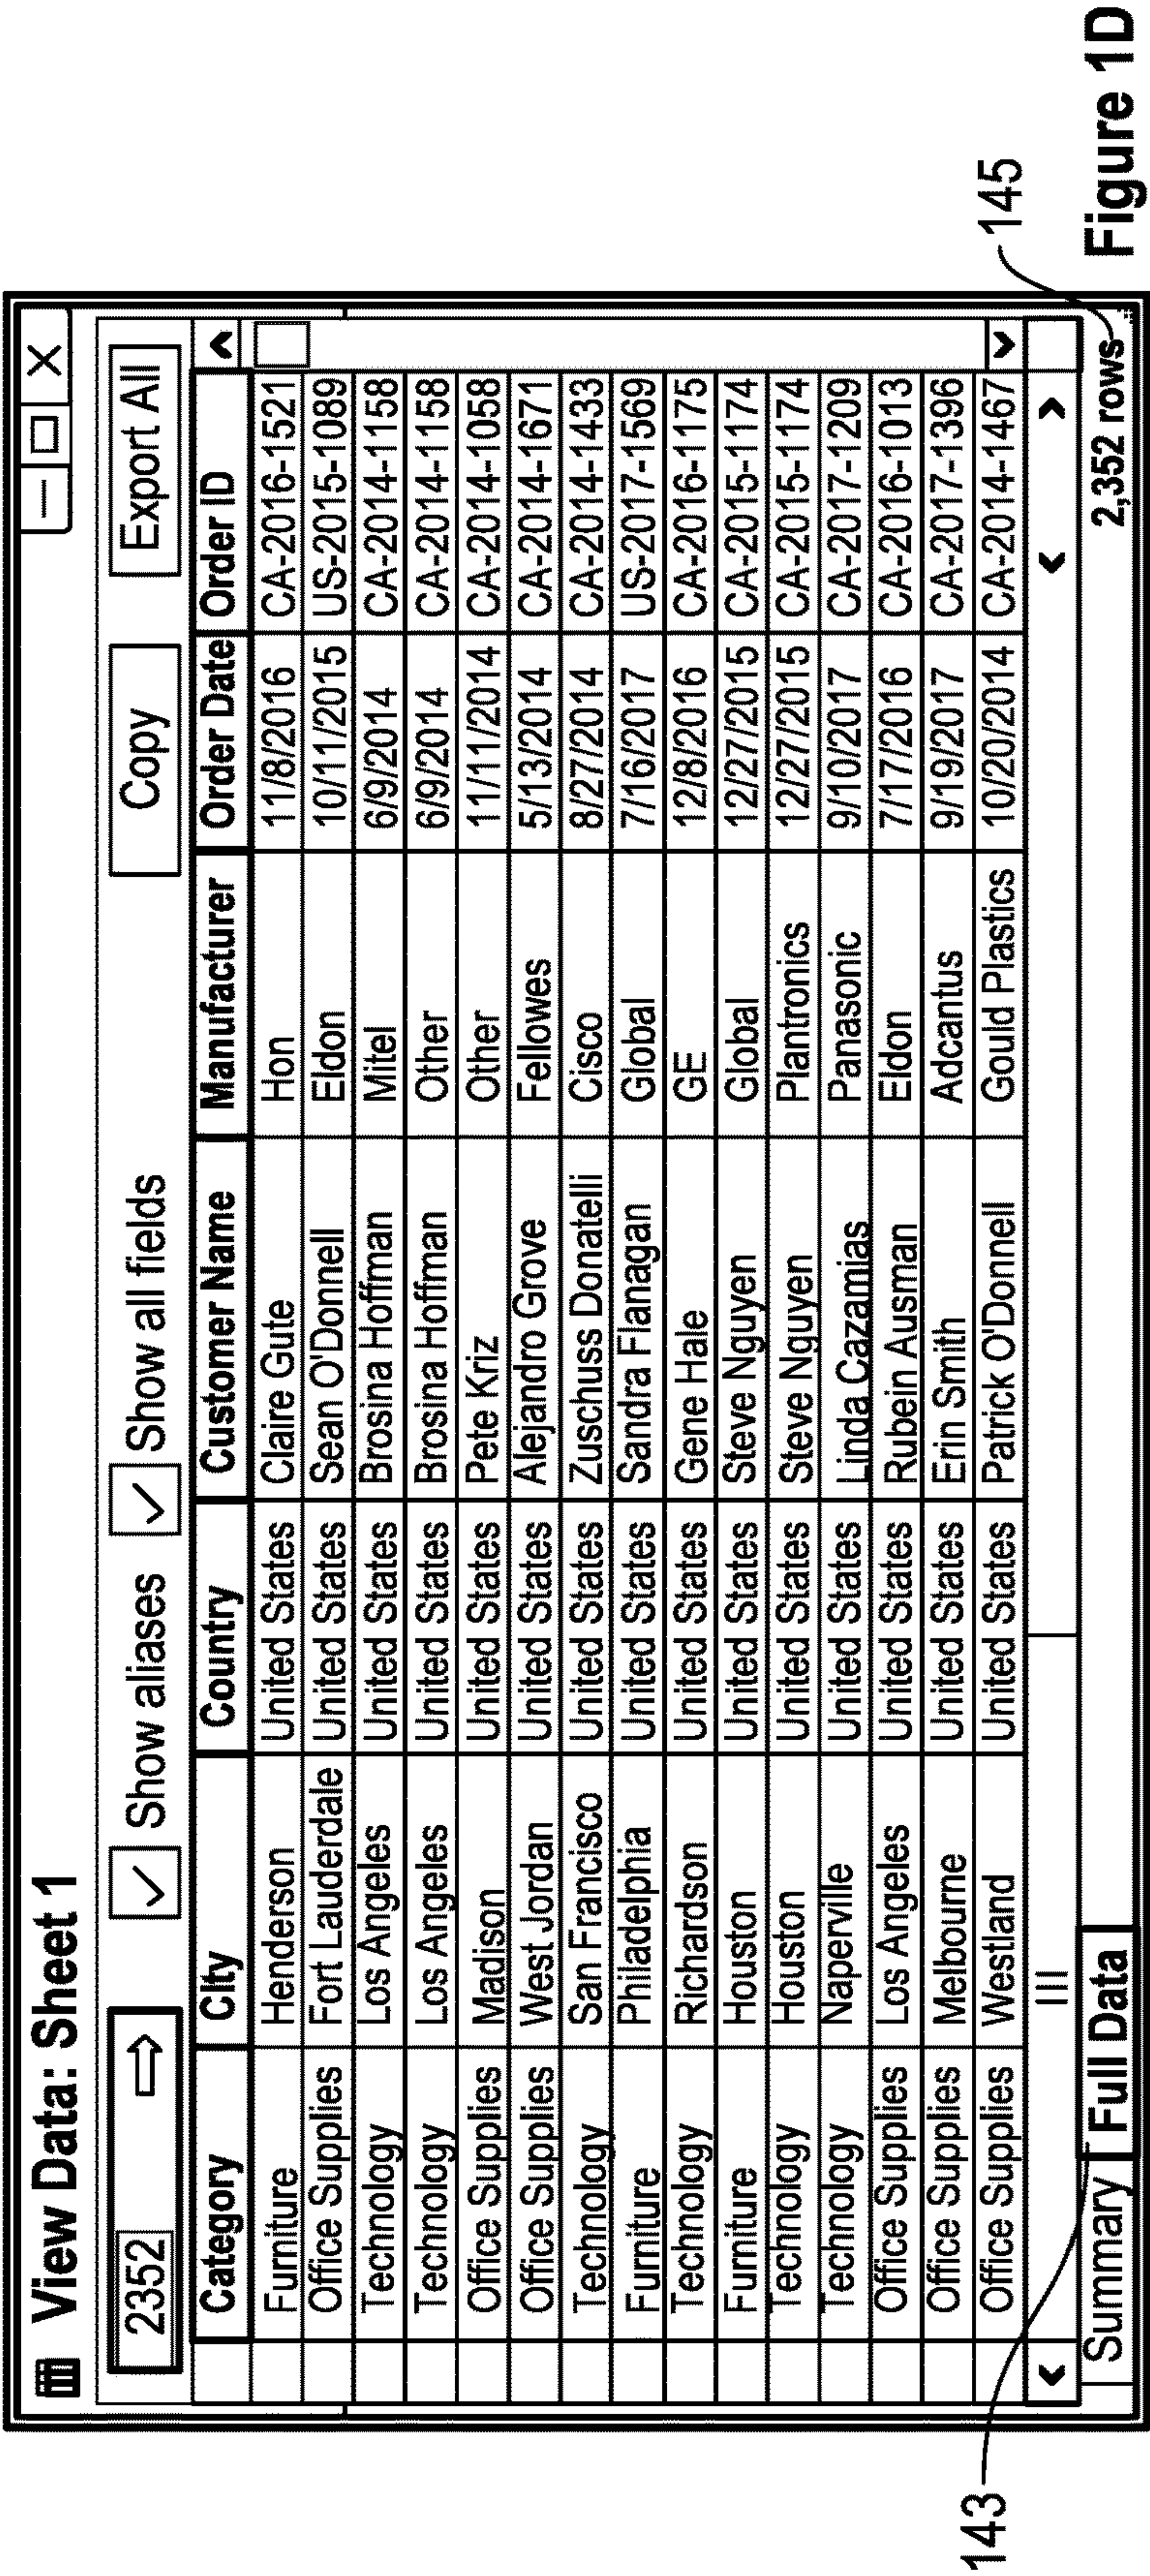 View Data: Sheet 1
2352 ⇨ ✓ Show aliases ✓ Show all fields Copy Export All
Category City Country Customer Name Manufacturer Order Date Order ID
Furniture Henderson United States Claire Gute Hon 11/8/2016 CA-2016-1521
Office Supplies Fort Lauderdale United States Sean O'Donnell Eldon 10/11/2015 US-2015-1089
Technology Los Angeles United States Brosina Hoffman Mitel 6/9/2014 CA-2014-1158
Technology Los Angeles United States Brosina Hoffman Other 6/9/2014 CA-2014-1158
Office Supplies Madison United States Pete Kriz Other 11/11/2014 CA-2014-1058
Office Supplies West Jordan United States Alejandro Grove Fellowes 5/13/2014 CA-2014-1671
Technology San Francisco United States Zuschuss Donatelli Cisco 8/27/2014 CA-2014-1433
Furniture Philadelphia United States Sandra Flanagan Global 7/16/2017 US-2017-1569
Technology Richardson United States Gene Hale GE 12/8/2016 CA-2016-1175
Furniture Houston United States Steve Nguyen Global 12/27/2015 CA-2015-1174
Technology Houston United States Steve Nguyen Plantronics 12/27/2015 CA-2015-1174
Technology Naperville United States Linda Cazamias Panasonic 9/10/2017 CA-2017-1209
Office Supplies Los Angeles United States Rubein Ausman Eldon 7/17/2016 CA-2016-1013
Office Supplies Melbourne United States Erin Smith Adcantus 9/19/2017 CA-2017-1396
Office Supplies Westland United States Patrick O'Donnell Gould Plastics 10/20/2014 CA-2014-1467
Summary Full Data 2,352 rows
143
145
Figure 1D